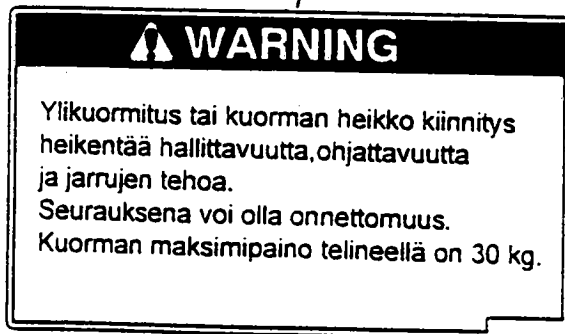 WARNING
Ylikuormitus tai kuorman heikko kiinnitys
heikentää hallittavuutta,ohjattavuutta
ja jarrujen tehoa.
Seurauksena voi olla onnettomuus.
Kuorman maksimipaino telineellä on 30 kg.